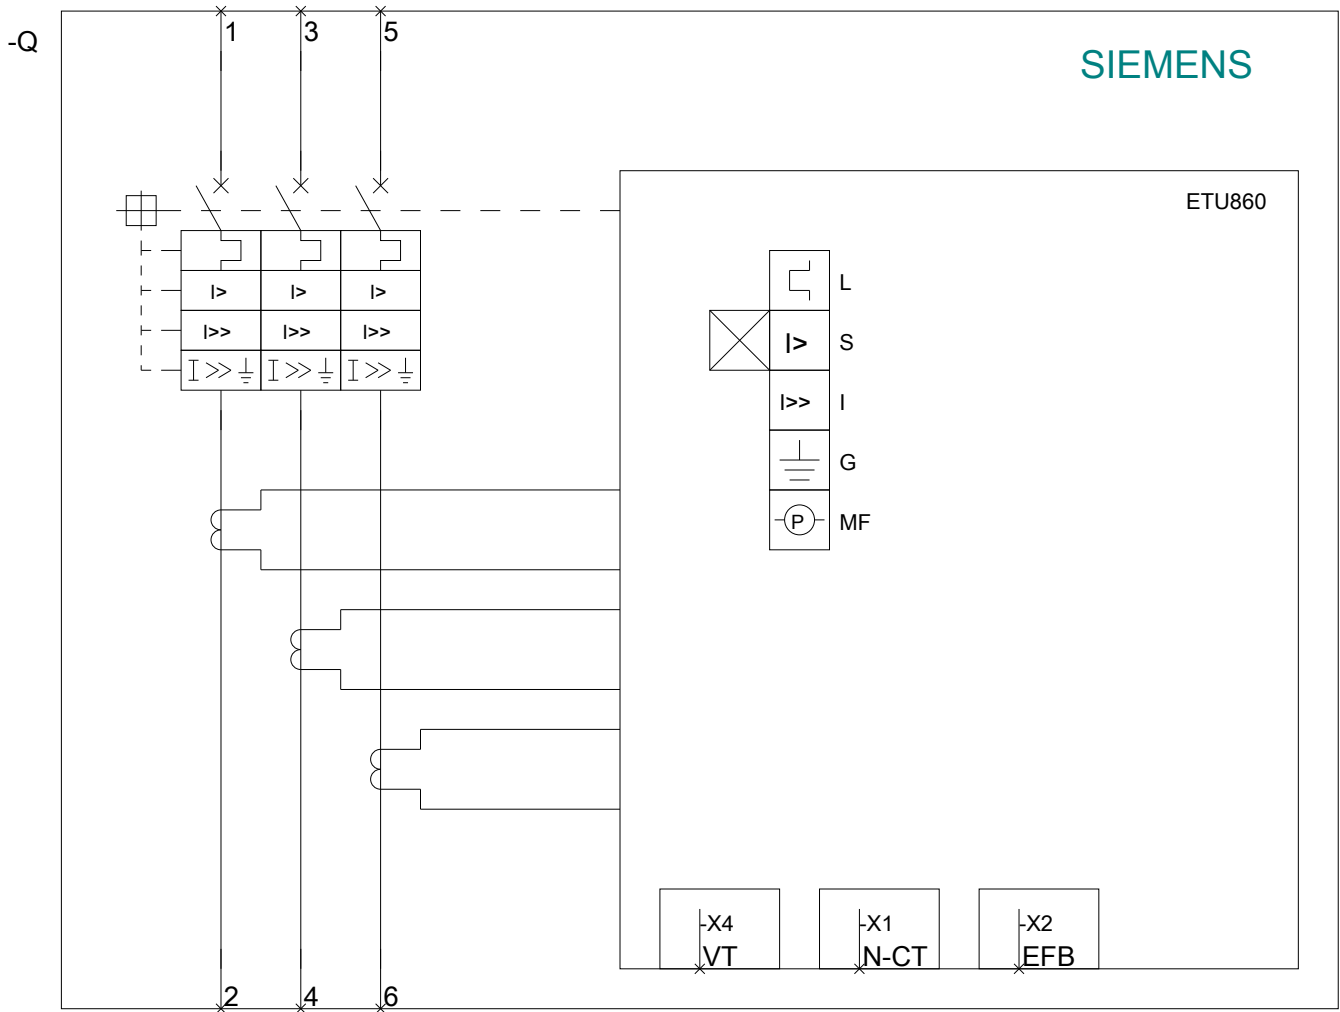 -Q
1 3 5
SIEMENS
ETU860
L
I> I> I>
I> S
I>> I>> I>>
I>> I
I >> I >> I >>
G
P MF
-X4 -X1 -X2
VT N-CT EFB
2 4 6